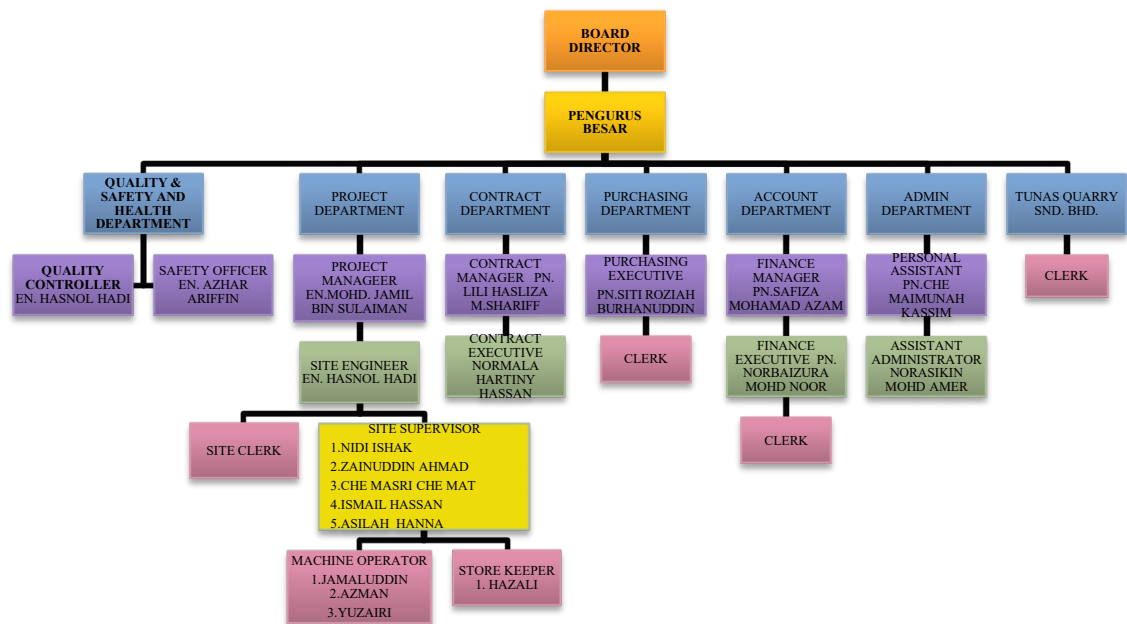 BOARD
DIRECTOR
PENGURUS
BESAR
QUALITY &
SAFETY AND
HEALTH
DEPARTMENT
PROJECT
DEPARTMENT
CONTRACT
DEPARTMENT
PURCHASING
DEPARTMENT
ACCOUNT
DEPARTMENT
ADMIN
DEPARTMENT
TUNAS QUARRY
SND. BHD.
QUALITY
CONTROLLER
EN. HASNOL HADI
SAFETY OFFICER
EN. AZHAR
ARIFFIN
PROJECT
MANAGEER
EN.MOHD. JAMIL
BIN SULAIMAN
CONTRACT
MANAGER PN.
LILI HASLIZA
M.SHARIFF
PURCHASING
EXECUTIVE
PN.SITI ROZIAH
BURHANUDDIN
FINANCE
MANAGER
PN.SAFIZA
MOHAMAD AZAM
PERSONAL
ASSISTANT
PN.CHE
MAIMUNAH
KASSIM
CLERK
SITE ENGINEER
EN. HASNOL HADI
CONTRACT
EXECUTIVE
NORMALA
HARTINY
HASSAN
CLERK
FINANCE
EXECUTIVE PN.
NORBAIZURA
MOHD NOOR
ASSISTANT
ADMINISTRATOR
NORASIKIN
MOHD AMER
SITE CLERK
SITE SUPERVISOR
1.NIDI ISHAK
2.ZAINUDDIN AHMAD
3.CHE MASRI CHE MAT
4.ISMAIL HASSAN
5.ASILAH HANNA
CLERK
MACHINE OPERATOR
1.JAMALUDDIN
2.AZMAN
3.YUZAIRI
STORE KEEPER
1. HAZALI